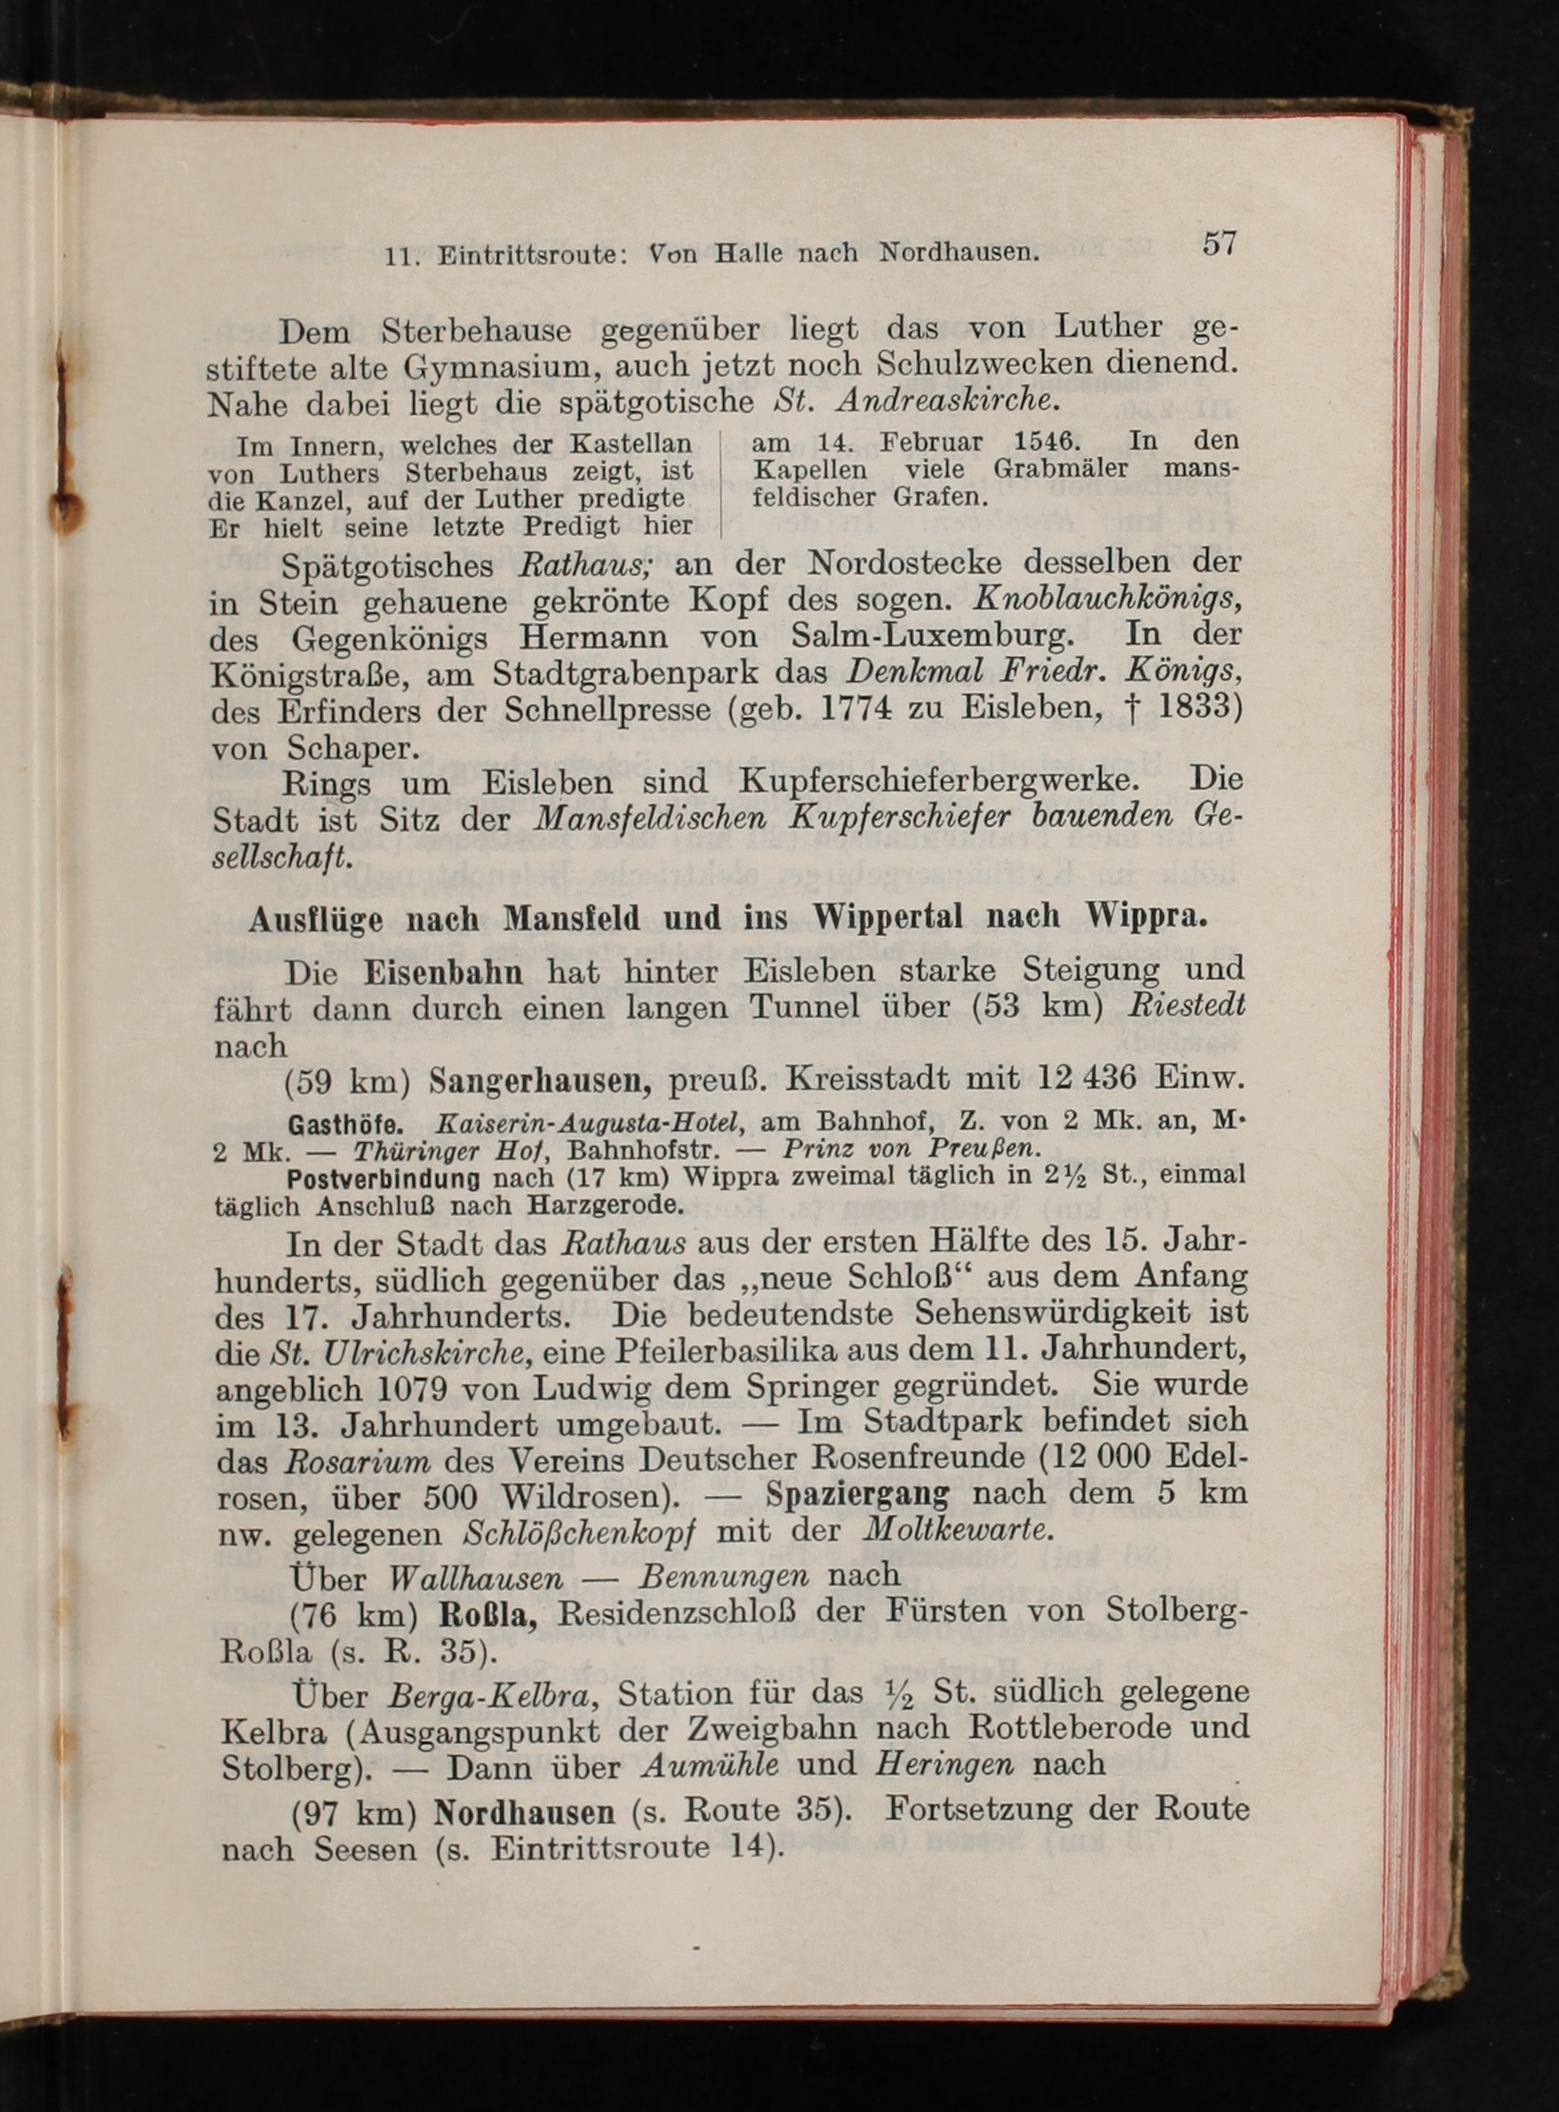 11. Eintrittsroute: Von Halle nach Nordhausen. 57
Dem Sterbehause gegenüber liegt das von Luther ge-
stiftete alte Gymnasium, auch jetzt noch Schulzwecken dienend.
Nahe dabei liegt die spätgotische St. Andreaskirche.
Im Innern, welches der Kastellan
von Luthers Sterbehaus zeigt, ist
die Kanzel, auf der Luther predigte
Er hielt seine letzte Predigt hier
am 14. Februar 1546. In den
Kapellen viele Grabmäler mans-
feldischer Grafen.
Spätgotisches Rathaus; an der Nordostecke desselben der
in Stein gehauene gekrönte Kopf des sogen. Knoblauchkönigs,
des Gegenkönigs Hermann von Salm-Luxemburg. In der
Königstraße, am Stadtgrabenpark das Denkmal Friedr. Königs,
des Erfinders der Schnellpresse (geb. 1774 zu Eisleben, † 1833)
von Schaper.
Rings um Eisleben sind Kupferschieferbergwerke. Die
Stadt ist Sitz der Mansfeldischen Kupferschiefer bauenden Ge-
sellschaft.
Ausflüge nach Mansfeld und ins Wippertal nach Wippra.
Die Eisenbahn hat hinter Eisleben starke Steigung und
fährt dann durch einen langen Tunnel über (53 km) Riestedt
nach
(59 km) Sangerhausen, preuß. Kreisstadt mit 12 436 Einw.
Gasthöfe. Kaiserin-Augusta-Hotel, am Bahnhof, Z. von 2 Mk. an, M.
2 Mk. — Thüringer Hof, Bahnhofstr. — Prinz von Preußen.
Postverbindung nach (17 km) Wippra zweimal täglich in 2½ St., einmal
täglich Anschluß nach Harzgerode.
In der Stadt das Rathaus aus der ersten Hälfte des 15. Jahr-
hunderts, südlich gegenüber das „neue Schloß“ aus dem Anfang
des 17. Jahrhunderts. Die bedeutendste Sehenswürdigkeit ist
die St. Ulrichskirche, eine Pfeilerbasilika aus dem 11. Jahrhundert,
angeblich 1079 von Ludwig dem Springer gegründet. Sie wurde
im 13. Jahrhundert umgebaut. — Im Stadtpark befindet sich
das Rosarium des Vereins Deutscher Rosenfreunde (12 000 Edel-
rosen, über 500 Wildrosen). — Spaziergang nach dem 5 km
nw. gelegenen Schlößchenkopf mit der Moltkewarte.
Über Wallhausen — Bennungen nach
(76 km) Roßla, Residenzschloß der Fürsten von Stolberg-
Roßla (s. R. 35).
Über Berga-Kelbra, Station für das ½ St. südlich gelegene
Kelbra (Ausgangspunkt der Zweigbahn nach Rottleberode und
Stolberg). — Dann über Aumühle und Heringen nach
(97 km) Nordhausen (s. Route 35). Fortsetzung der Route
nach Seesen (s. Eintrittsroute 14).